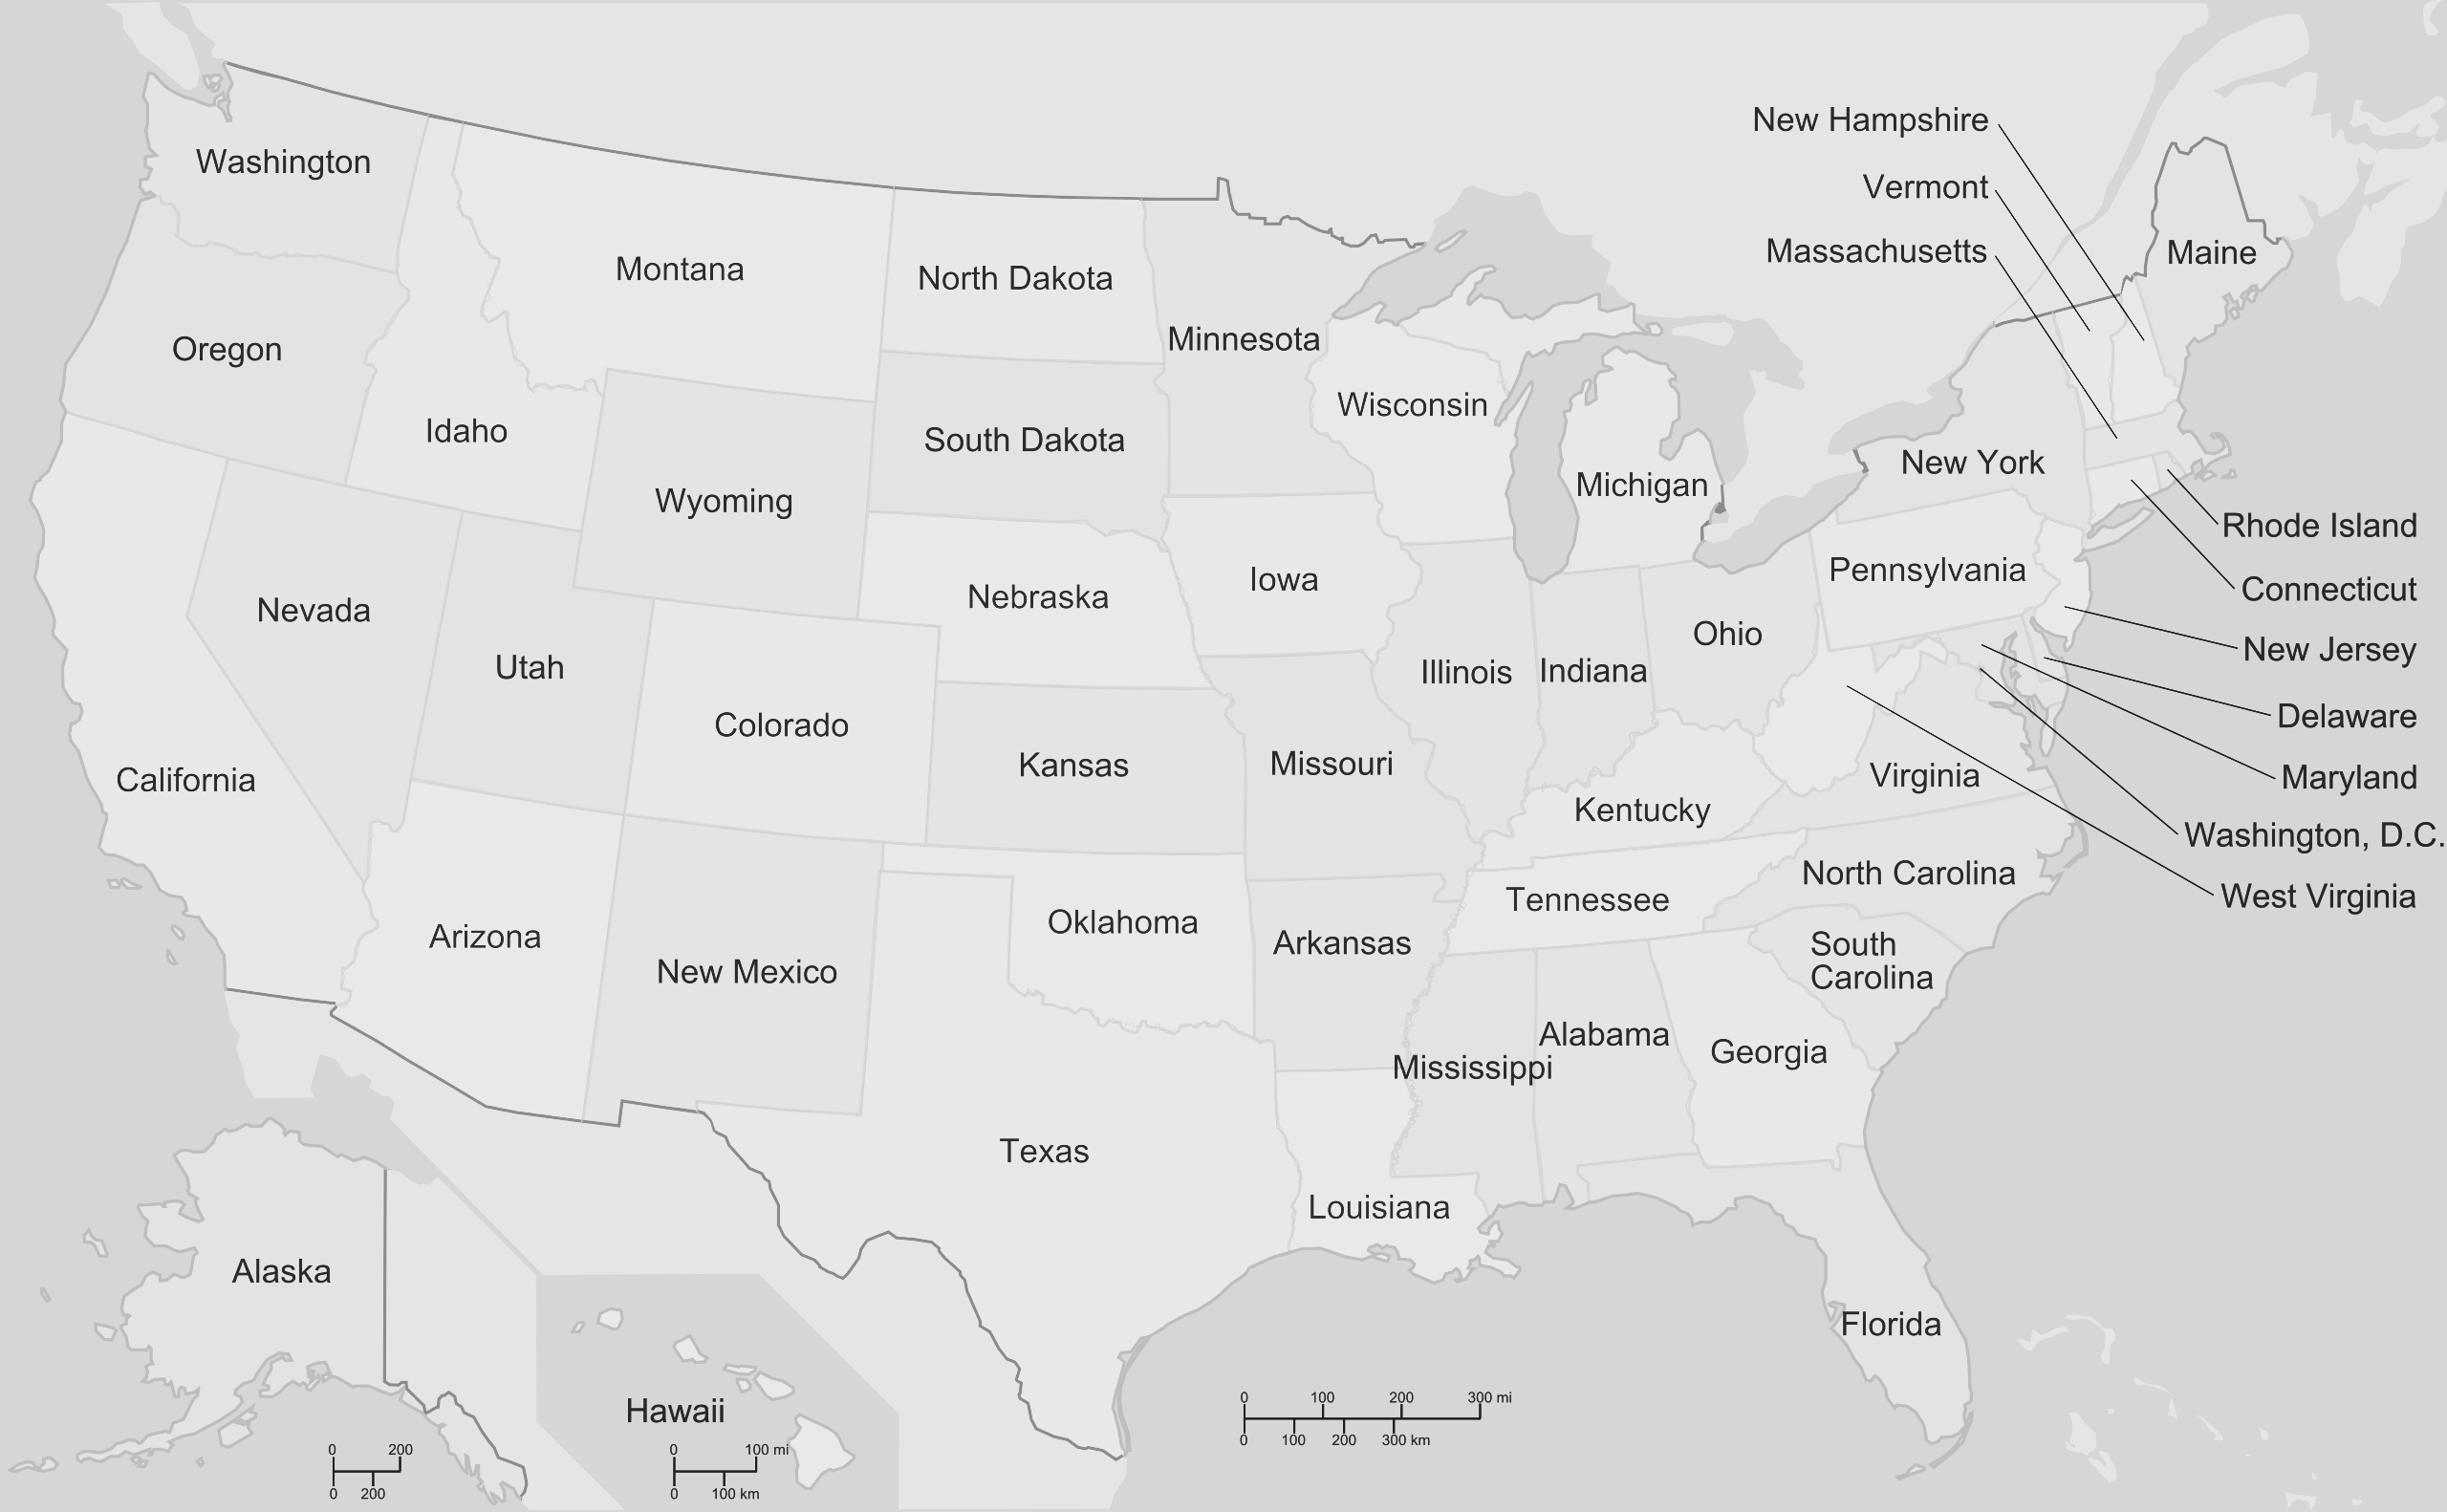 New Hampshire
Washington
Vermont
Massachusetts
Maine
Montana
North Dakota
Minnesota
Oregon
Wisconsin
Idaho
South Dakota
New York
Michigan
Wyoming
Rhode Island
Pennsylvania
Iowa
Connecticut
Nebraska
Nevada
Ohio
New Jersey
Utah
Illinois
Indiana
Delaware
Colorado
Kansas
Missouri
Virginia
Maryland
California
Kentucky
Washington, D.C.
North Carolina
West Virginia
Tennessee
Oklahoma
Arizona
Arkansas
South
Carolina
New Mexico
Alabama
Georgia
Mississippi
Texas
Louisiana
Alaska
Florida
Hawaii
0 100 200 300 mi
0 100 200 300 km
0 200
0 200
0 100 mi
0 100 km